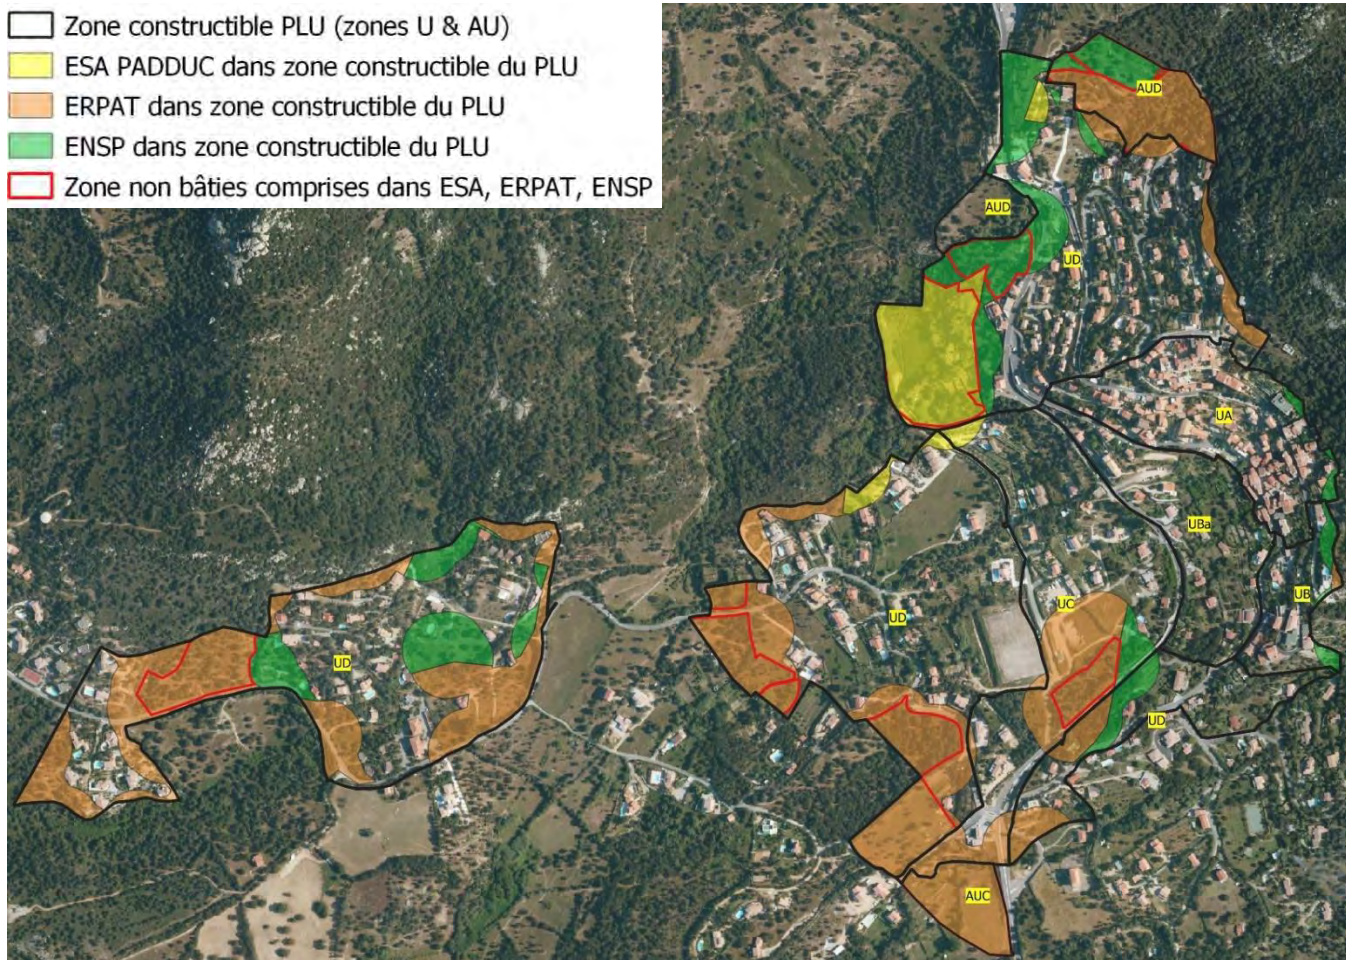 Zone constructible PLU (zones U & AU)
ESA PADDUC dans zone constructible du PLU
ERPAT dans zone constructible du PLU
ENSP dans zone constructible du PLU
Zone non bâties comprises dans ESA, ERPAT, ENSP
AUD
AUD
UD
UA
UBa
UB
UC
UD
UD
UD
AUC